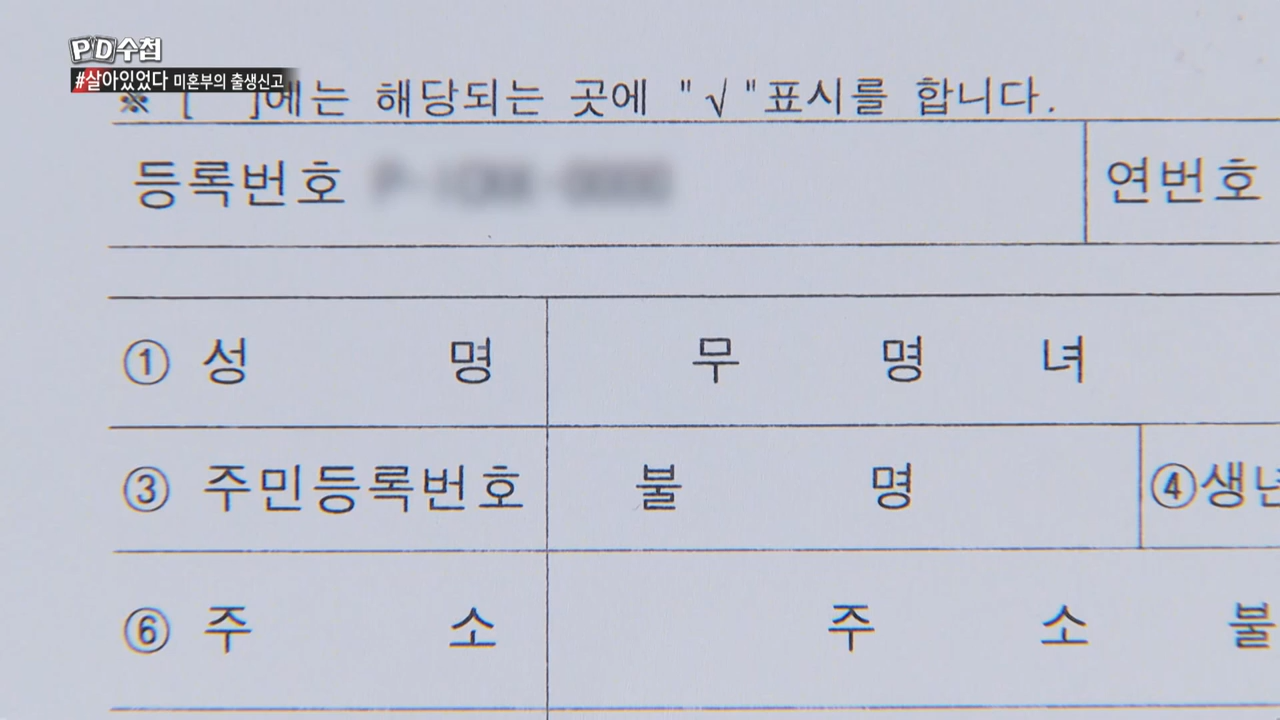 PD수첩
#살아있었다 미혼부의 출생신고
※ [ ]에는 해당되는 곳에 "√"표시를 합니다.
등록번호 연번호
① 성 명 무 명 녀
③ 주민등록번호 불 명 ④생년
⑥ 주 소 주 소 불